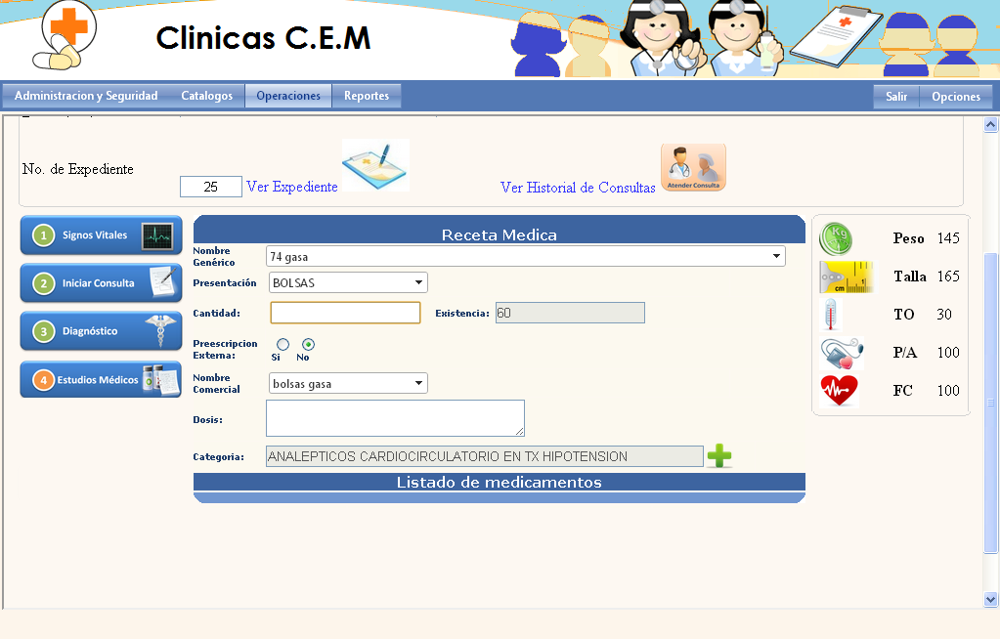 Clinicas C.E.M
Administracion y Seguridad Catalogos Operaciones Reportes Salir Opciones
No. de Expediente 25 Ver Expediente Ver Historial de Consultas Atender Consulta
1 Signos Vitales
2 Iniciar Consulta
3 Diagnóstico
4 Estudios Médicos
Receta Medica
Nombre Genérico 74 gasa
Presentación BOLSAS
Cantidad: Existencia: 60
Preescripcion Externa: Si No
Nombre Comercial bolsas gasa
Dosis:
Categoria: ANALEPTICOS CARDIOCIRCULATORIO EN TX HIPOTENSION
Listado de medicamentos
Kg Peso 145
cm 1 Talla 165
TO 30
P/A 100
FC 100